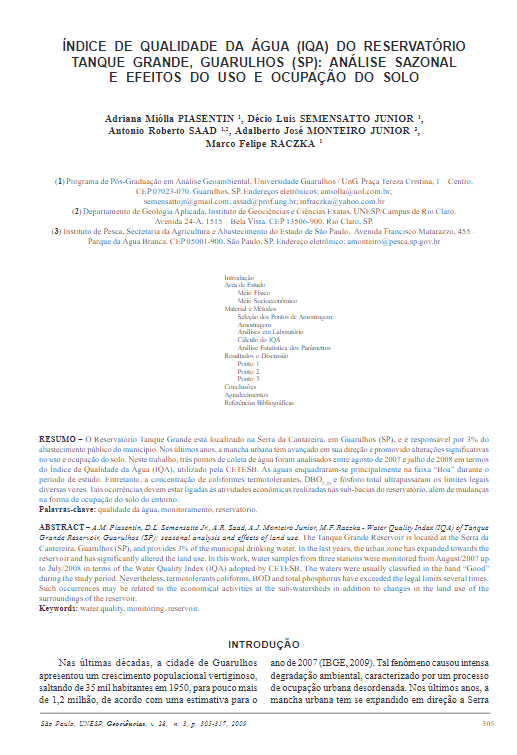 ÍNDICE DE QUALIDADE DA ÁGUA (IQA) DO RESERVATÓRIO
TANQUE GRANDE, GUARULHOS (SP): ANÁLISE SAZONAL
E EFEITOS DO USO E OCUPAÇÃO DO SOLO
Adriana Miólla PIASENTIN 1, Décio Luis SEMENSATTO JUNIOR 1,
Antonio Roberto SAAD 1,2, Adalberto José MONTEIRO JUNIOR 3,
Marco Felipe RACZKA 1
(1) Programa de Pós-Graduação em Análise Geoambiental, Universidade Guarulhos / UnG. Praça Tereza Cristina, 1 – Centro.
CEP 07023-070. Guarulhos, SP. Endereços eletrônicos: amiolla@uol.com.br;
semensattojr@gmail.com; assad@prof.ung.br; mfraczka@yahoo.com.br
(2) Departamento de Geologia Aplicada, Instituto de Geociências e Ciências Exatas, UNESP/Campus de Rio Claro.
Avenida 24-A, 1515 – Bela Vista. CEP 13506-900. Rio Claro, SP.
(3) Instituto de Pesca, Secretaria da Agricultura e Abastecimento do Estado de São Paulo. Avenida Francisco Matarazzo, 455 –
Parque da Água Branca. CEP 05001-900. São Paulo, SP. Endereço eletrônico: amonteiro@pesca.sp.gov.br
Introdução
Área de Estudo
Meio Físico
Meio Socioeconômico
Material e Métodos
Seleção dos Pontos de Amostragem
Amostragem
Análises em Laboratório
Cálculo do IQA
Análise Estatística dos Parâmetros
Resultados e Discussão
Ponto 1
Ponto 2
Ponto 3
Conclusões
Agradecimentos
Referências Bibliográficas
RESUMO – O Reservatório Tanque Grande está localizado na Serra da Cantareira, em Guarulhos (SP), e é responsável por 3% do
abastecimento público do município. Nos últimos anos, a mancha urbana tem avançado em sua direção e promovido alterações significativas
no uso e ocupação do solo. Neste trabalho, três pontos de coleta de água foram analisados entre agosto de 2007 e julho de 2008 em termos
do Índice de Qualidade da Água (IQA), utilizado pela CETESB. As águas enquadraram-se principalmente na faixa “Boa” durante o
período de estudo. Entretanto, a concentração de coliformes termotolerantes, DBO5,20 e fósforo total ultrapassaram os limites legais
diversas vezes. Tais ocorrências devem estar ligadas às atividades econômicas realizadas nas sub-bacias do reservatório, além de mudanças
na forma de ocupação do solo do entorno.
Palavras-chave: qualidade da água, monitoramento, reservatório.
ABSTRACT – A.M. Piasentin, D.L. Semensatto Jr., A.R. Saad, A.J. Monteiro Junior, M.F. Raczka - Water Quality Index (IQA) of Tanque
Grande Reservoir, Guarulhos (SP): seasonal analysis and effects of land use. The Tanque Grande Reservoir is located at the Serra da
Cantereira, Guarulhos (SP), and provides 3% of the municipal drinking water. In the last years, the urban zone has expanded towards the
reservoir and has significantly altered the land use. In this work, water samples from three stations were monitored from August/2007 up
to July/2008 in terms of the Water Quality Index (IQA) adopted by CETESB. The waters were usually classified in the band “Good”
during the study period. Nevertheless, termotolerants coliforms, BOD and total phosphorus have exceeded the legal limits several times.
Such occurrences may be related to the economical activities at the sub-watersheds in addition to changes in the land use of the
surroundings of the reservoir.
Keywords: water quality, monitoring, reservoir.
INTRODUÇÃO
Nas últimas décadas, a cidade de Guarulhos
apresentou um crescimento populacional vertiginoso,
saltando de 35 mil habitantes em 1950, para pouco mais
de 1,2 milhão, de acordo com uma estimativa para o
ano de 2007 (IBGE, 2009). Tal fenômeno causou intensa
degradação ambiental, caracterizado por um processo
de ocupação urbana desordenada. Nos últimos anos, a
mancha urbana tem se expandido em direção a Serra
São Paulo, UNESP, Geociências, v. 28, n. 3, p. 305-317, 2009
305